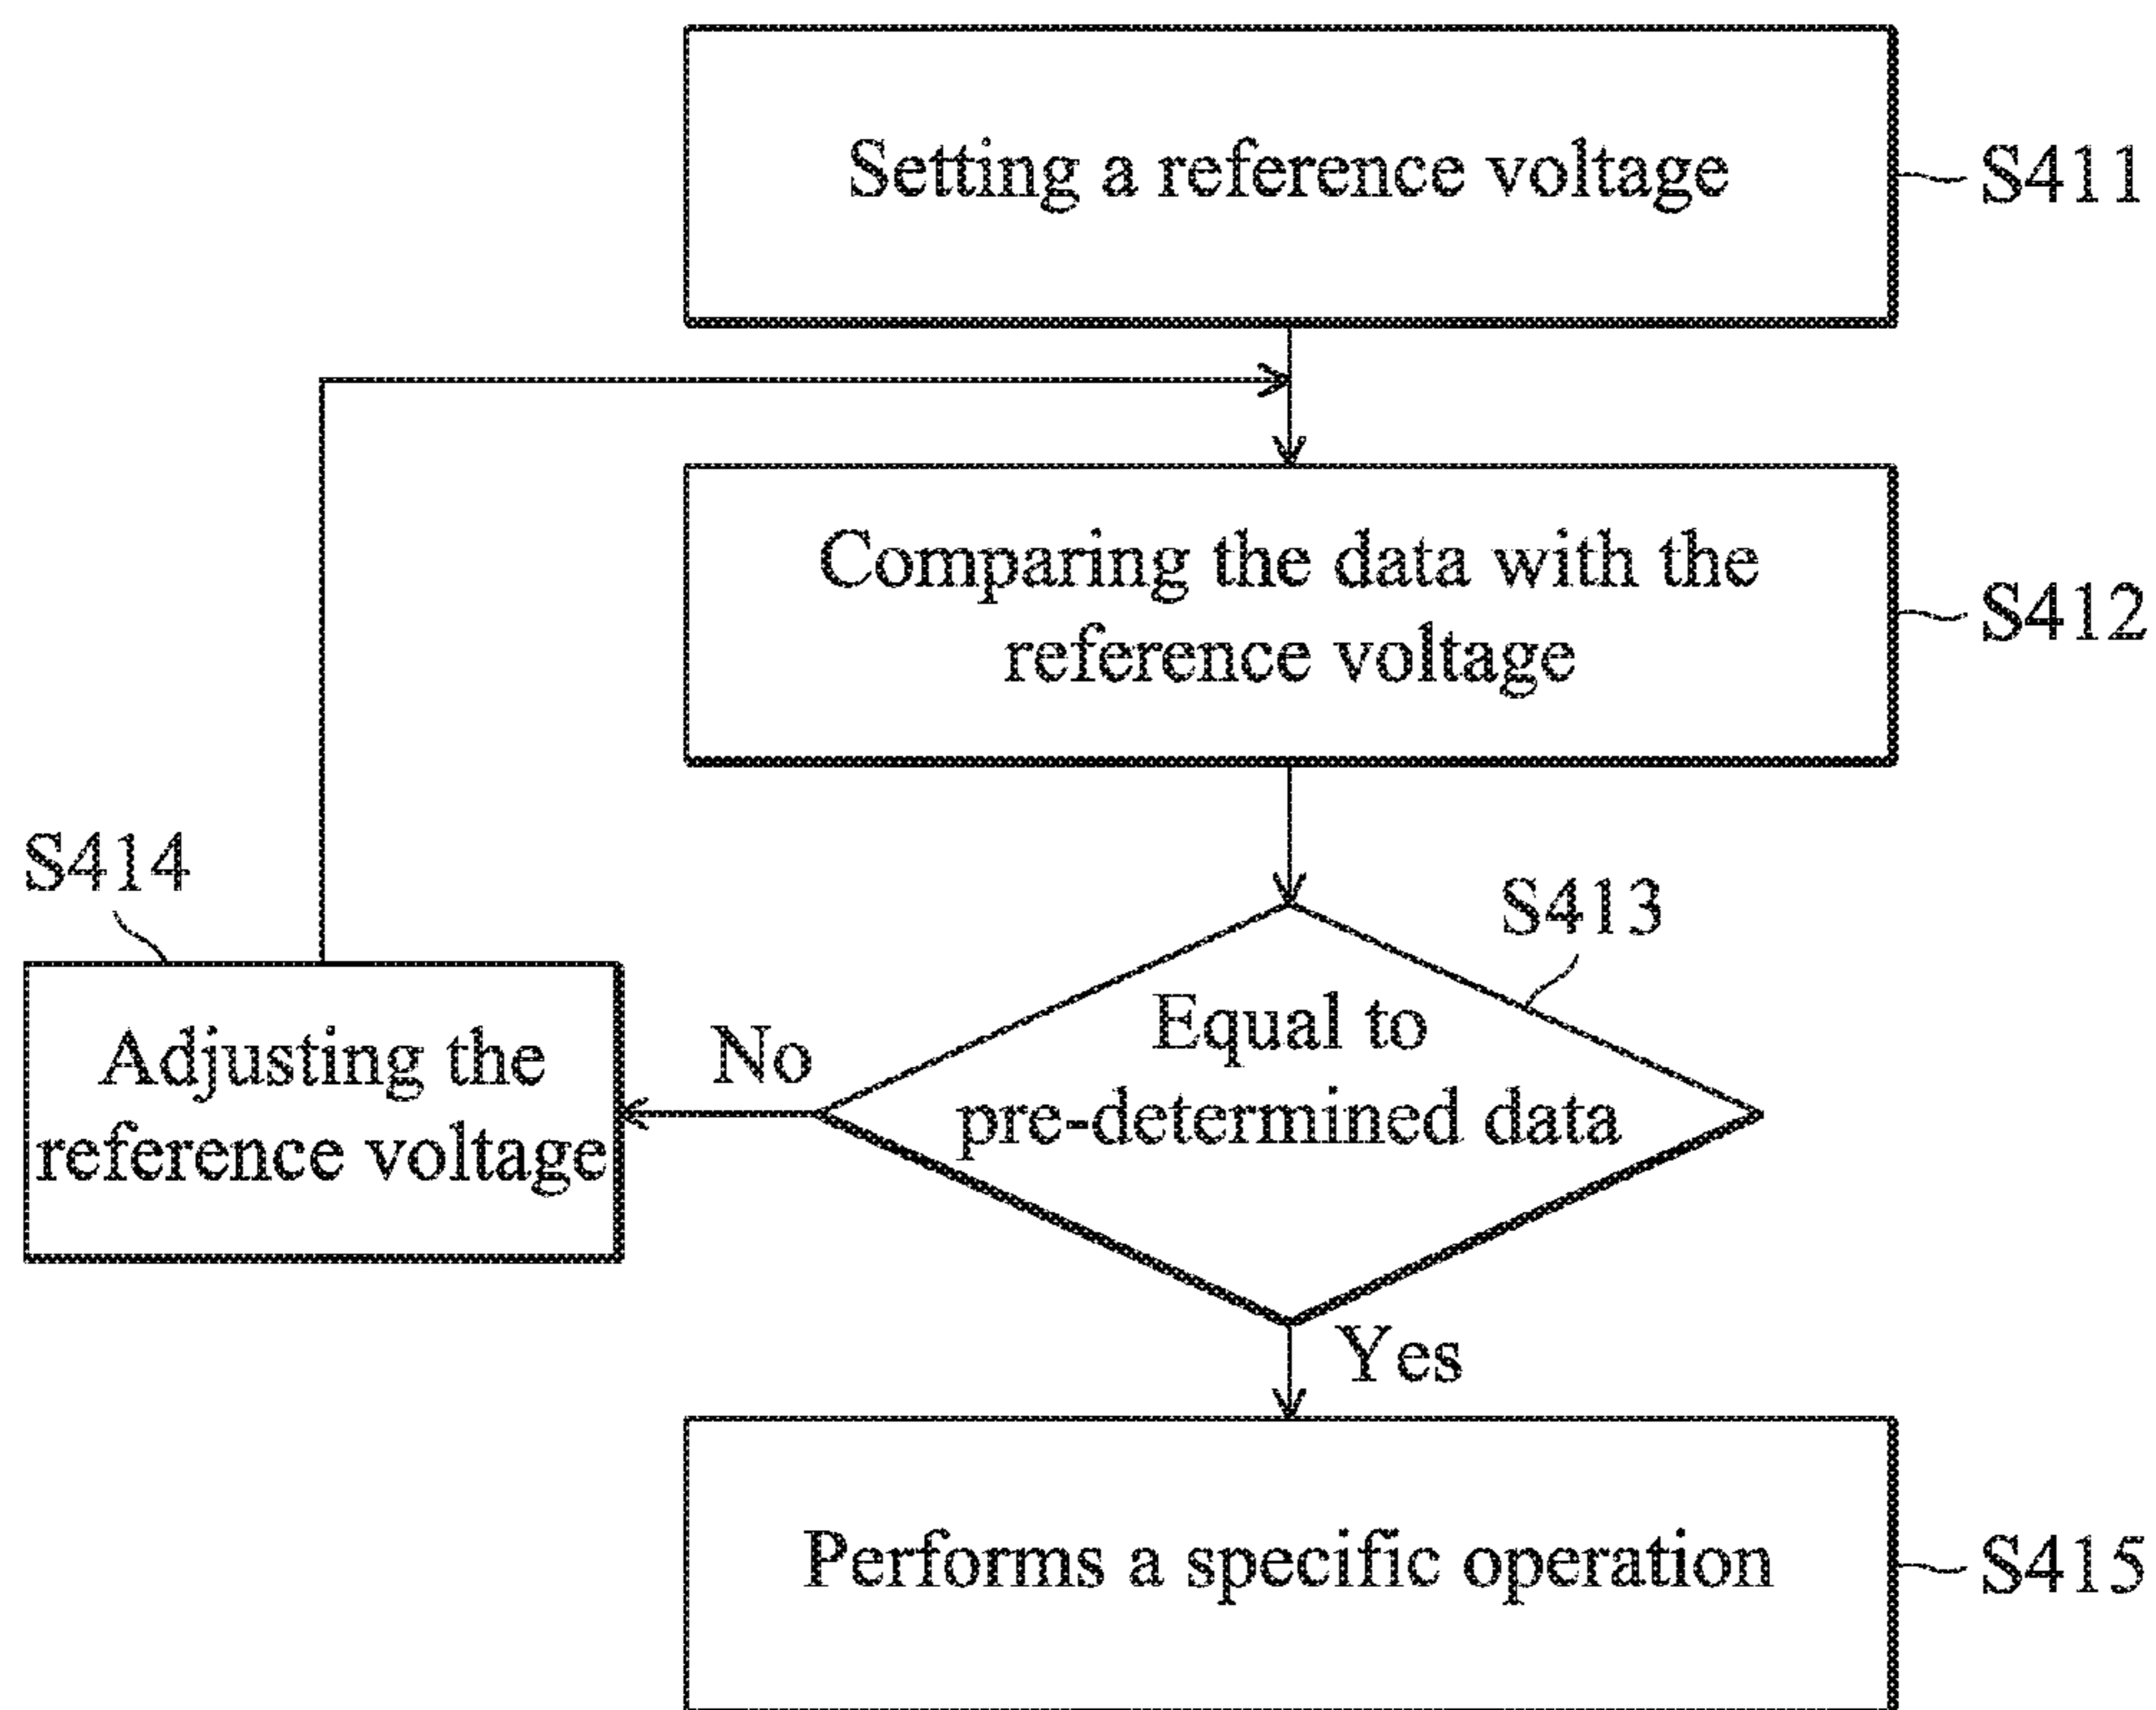 Setting a reference voltage
S411
Comparing the data with the
reference voltage
S412
S413
Equal to
pre-determined data
No
S414
Adjusting the
reference voltage
Yes
Performs a specific operation
S415